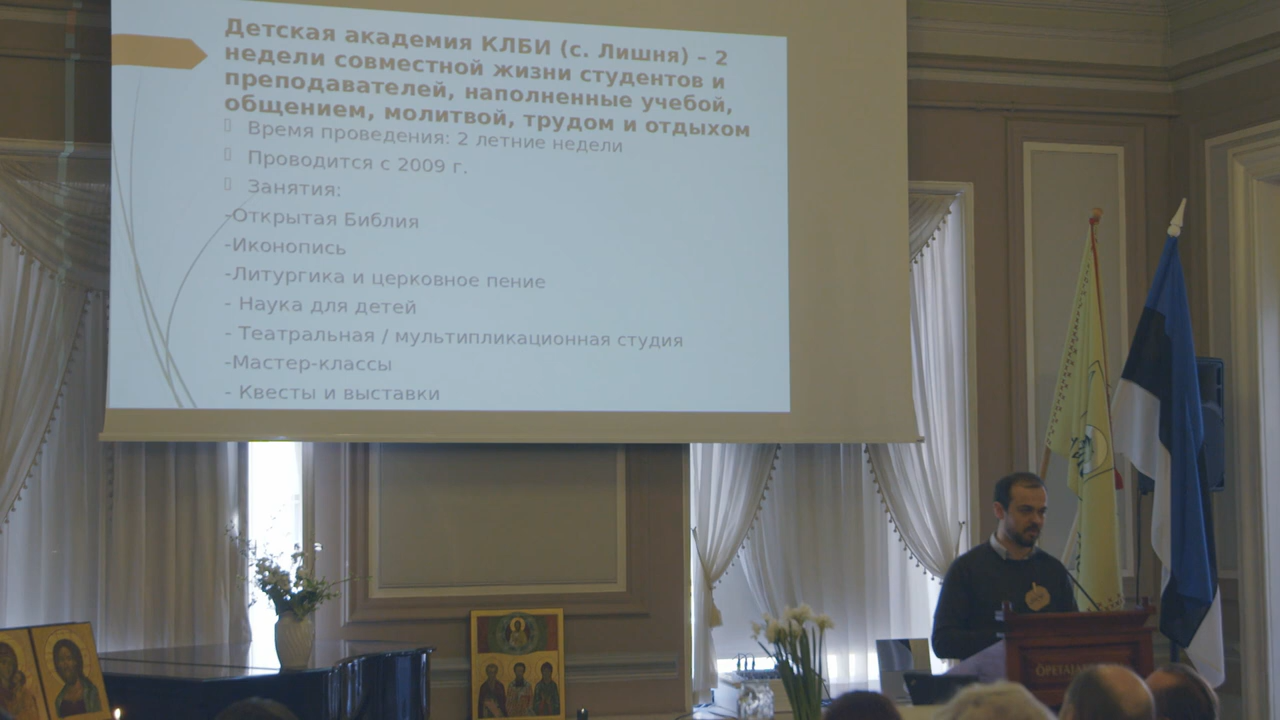 Детская академия КЛБИ (с. Лишня) – 2
недели совместной жизни студентов и
преподавателей, наполненные учебой,
общением, молитвой, трудом и отдыхом
Время проведения: 2 летние недели
Проводится с 2009 г.
Занятия:
-Открытая Библия
-Иконопись
-Литургика и церковное пение
- Наука для детей
- Театральная / мультипликационная студия
-Мастер-классы
- Квесты и выставки